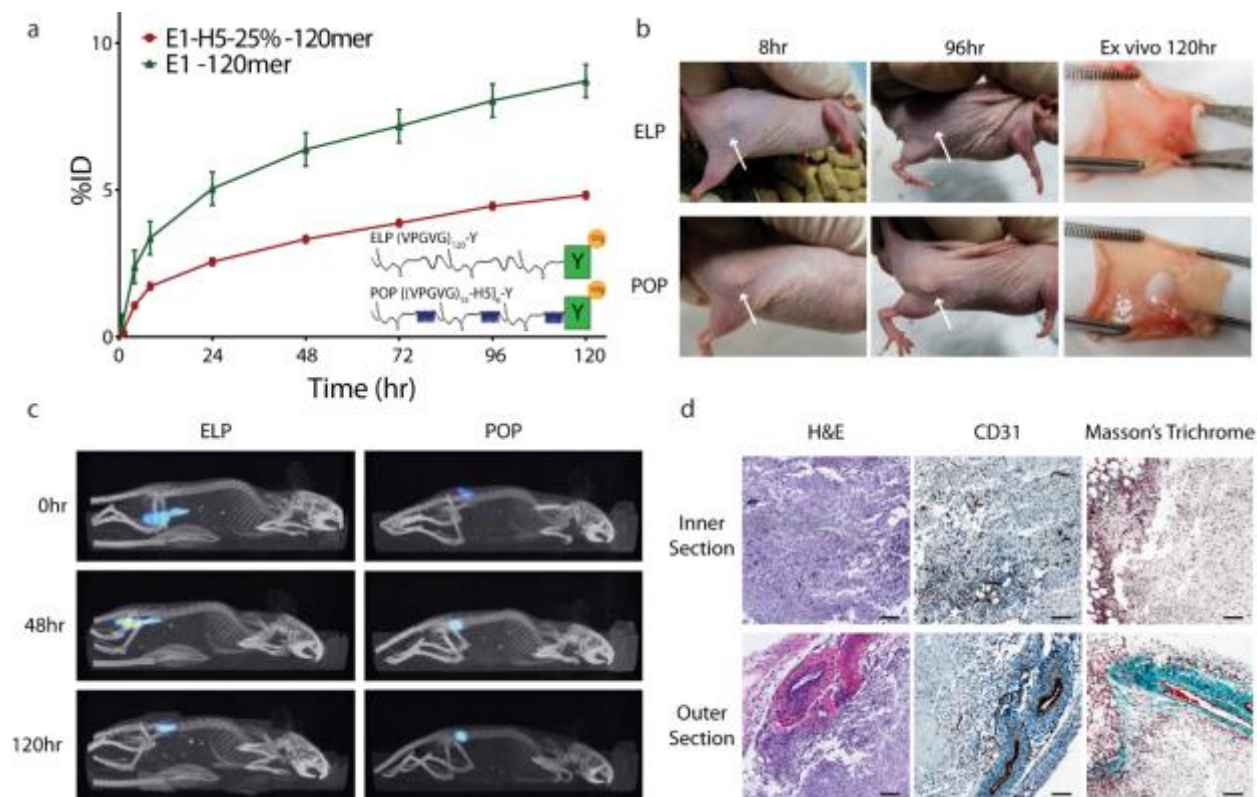 a
10
5
0
%ID
E1-H5-25% -120mer
E1 -120mer
ELP (VPGVG)120-Y
Y
POP [(VPGVG)
-H5]
-Y
Y
0
24
48
72
96
120
Time (hr)
b
8hr
96hr
Ex vivo 120hr
ELP
POP
c
ELP
POP
0hr
48hr
120hr
d
H&E
CD31
Masson's Trichrome
Inner
Section
Outer
Section